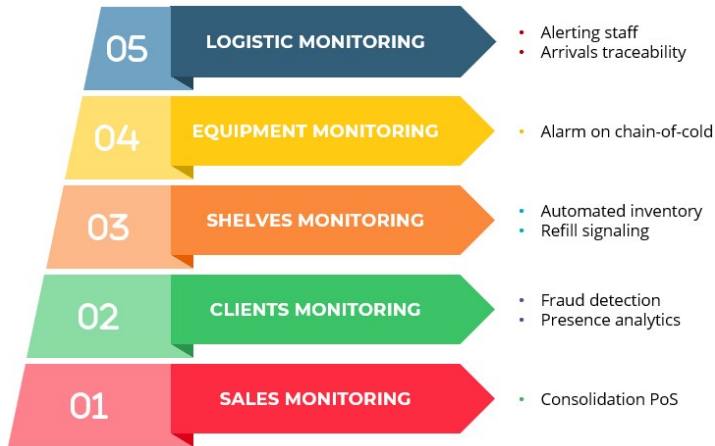 05
LOGISTIC MONITORING
• Alerting staff
• Arrivals traceability
04
EQUIPMENT MONITORING
• Alarm on chain-of-cold
03
SHELVES MONITORING
• Automated inventory
• Refill signaling
02
CLIENTS MONITORING
• Fraud detection
• Presence analytics
01
SALES MONITORING
• Consolidation PoS